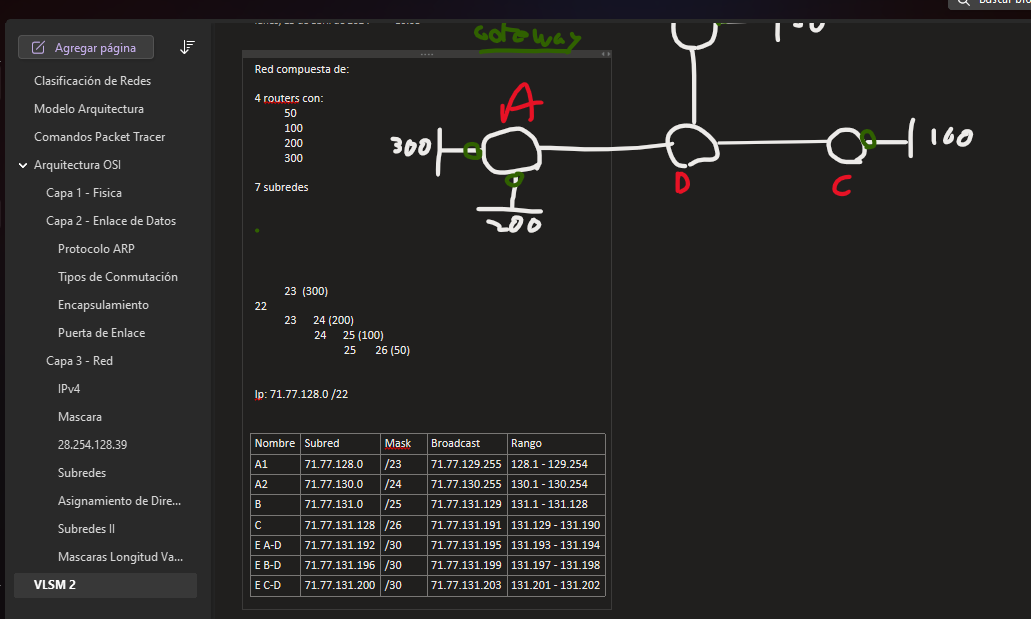 Agregar página
Clasificación de Redes
Modelo Arquitectura
Comandos Packet Tracer
Arquitectura OSI
Capa 1 - Fisica
Capa 2 - Enlace de Datos
Protocolo ARP
Tipos de Conmutación
Encapsulamiento
Puerta de Enlace
Capa 3 - Red
IPv4
Mascara
28.254.128.39
Subredes
Asignamiento de Dire...
Subredes II
Mascaras Longitud Va...
VLSM 2
Gateway
Red compuesta de:
4 routers con:
50
100
200
300
7 subredes
A
300
200
D
C
100
23 (300)
22
23 24 (200)
24 25 (100)
25 26 (50)
Ip: 71.77.128.0 /22
Nombre Subred Mask Broadcast Rango
A1 71.77.128.0 /23 71.77.129.255 128.1 - 129.254
A2 71.77.130.0 /24 71.77.130.255 130.1 - 130.254
B 71.77.131.0 /25 71.77.131.129 131.1 - 131.128
C 71.77.131.128 /26 71.77.131.191 131.129 - 131.190
E A-D 71.77.131.192 /30 71.77.131.195 131.193 - 131.194
E B-D 71.77.131.196 /30 71.77.131.199 131.197 - 131.198
E C-D 71.77.131.200 /30 71.77.131.203 131.201 - 131.202